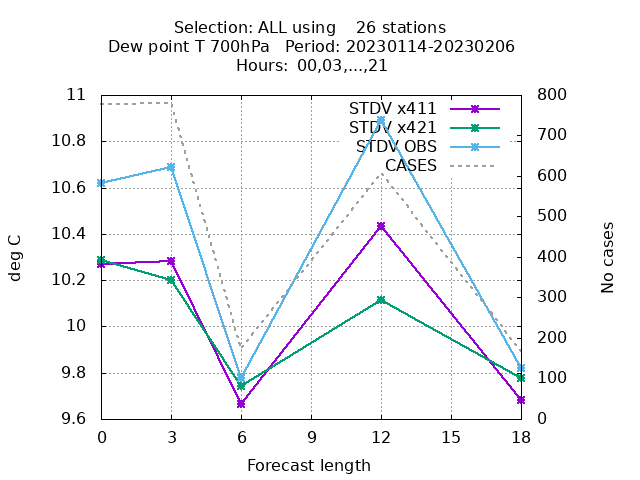 Selection: ALL using    26 stations
Dew point T 700hPa   Period: 20230114-20230206
Hours: 00,03,...,21
STDV x411
STDV x421
STDV OBS
CASES
11
10.8
10.6
10.4
10.2
10
9.8
9.6
800
700
600
500
400
300
200
100
0
deg C
No cases
0 3 6 9 12 15 18
Forecast length